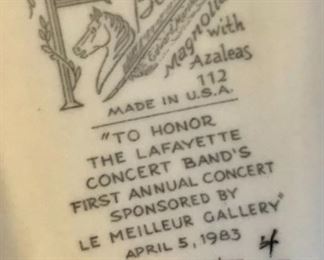 Magnolia
with
Azaleas
112
MADE IN U.S.A.
"TO HONOR
THE LAFAYETTE
CONCERT BAND'S
FIRST ANNUAL CONCERT
SPONSORED BY
LE MEILLEUR GALLERY"
APRIL 5, 1983